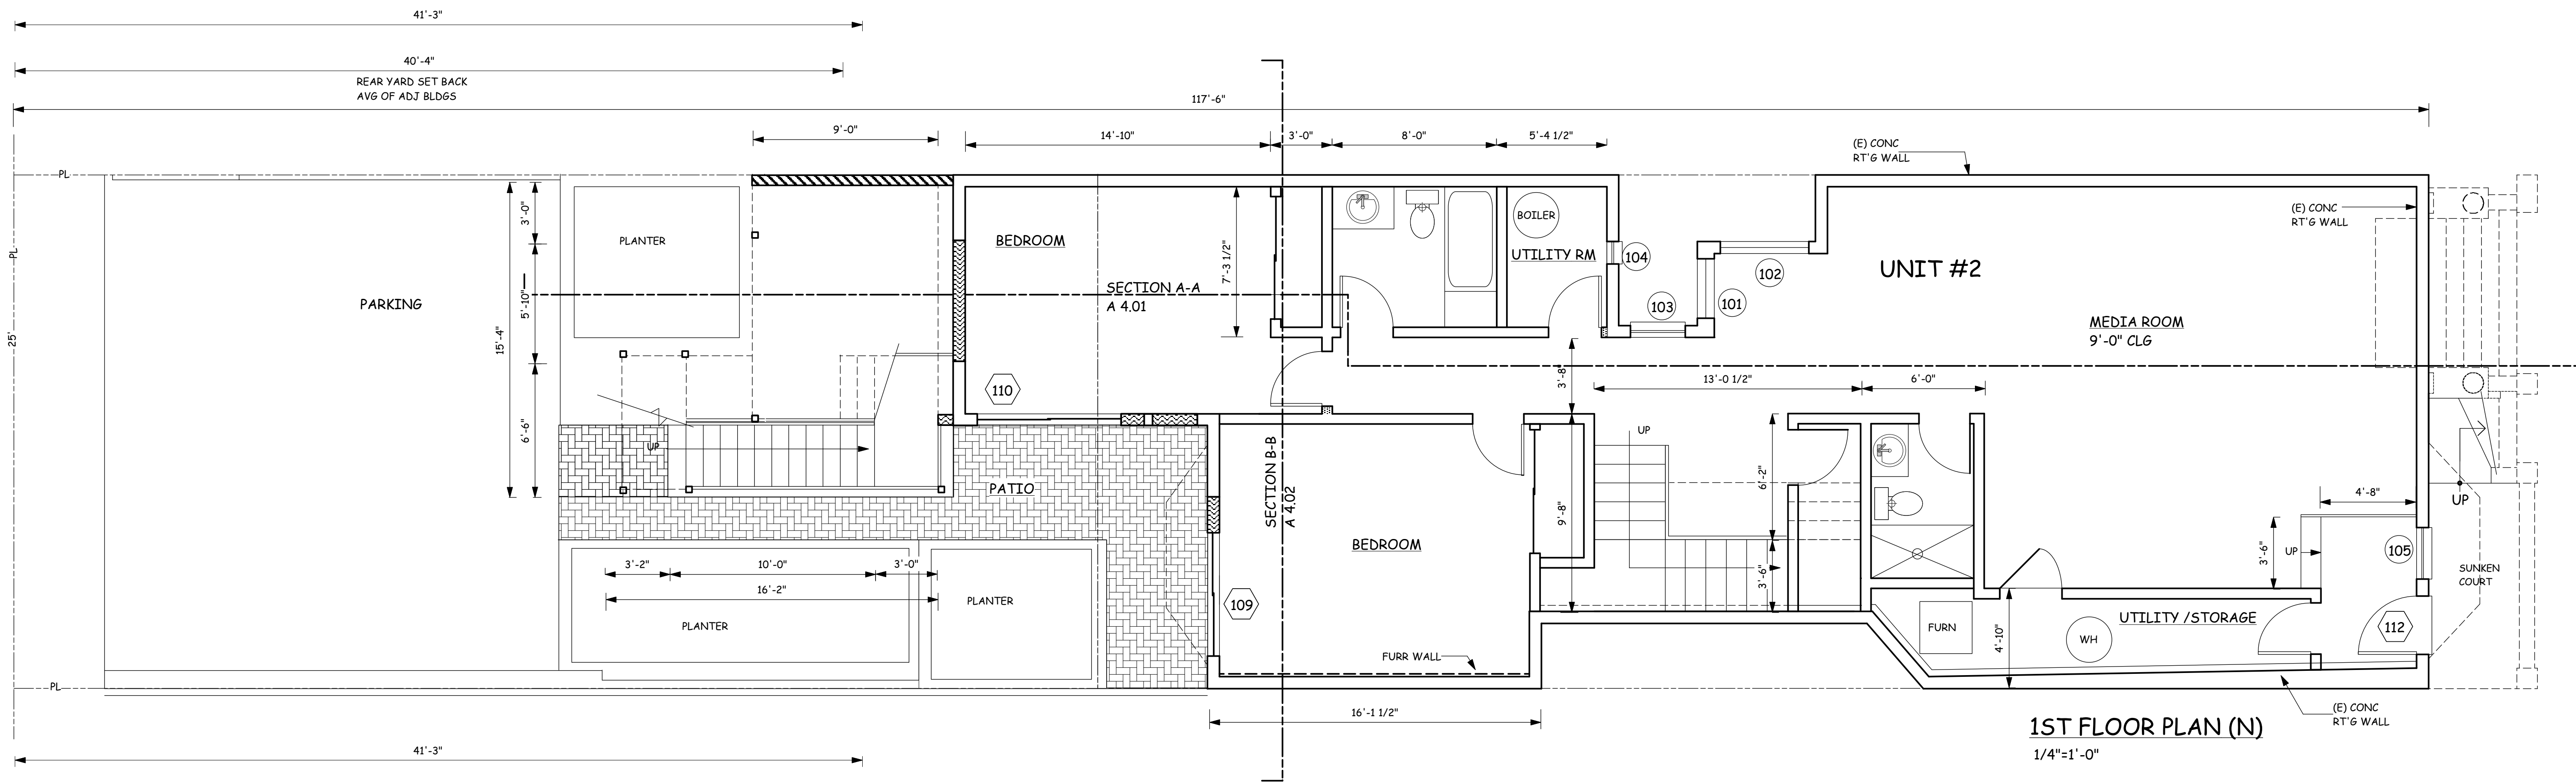 41'-3"
40'-4"
REAR YARD SET BACK
AVG OF ADJ BLDGS
117'-6"
9'-0"
14'-10"
3'-0"
8'-0"
5'-4 1/2"
(E) CONC
RT'G WALL
PL
PL
25'
3'-0"
5'-10"
15'-4"
6'-6"
PARKING
PLANTER
BEDROOM
SECTION A-A
A 4.01
7'-3 1/2"
BOILER
UTILITY RM
104
103
101
102
UNIT #2
(E) CONC
RT'G WALL
MEDIA ROOM
9'-0" CLG
110
3'-8"
13'-0 1/2"
6'-0"
UP
PATIO
SECTION B-B
A 4.02
BEDROOM
UP
9'-8"
6'-2"
3'-6"
4'-8"
UP
3'-6"
UP
105
SUNKEN
COURT
3'-2"
10'-0"
3'-0"
16'-2"
PLANTER
PLANTER
109
FURR WALL
FURN
WH
4'-10"
UTILITY /STORAGE
112
PL
16'-1 1/2"
(E) CONC
RT'G WALL
1ST FLOOR PLAN (N)
1/4"=1'-0"
41'-3"